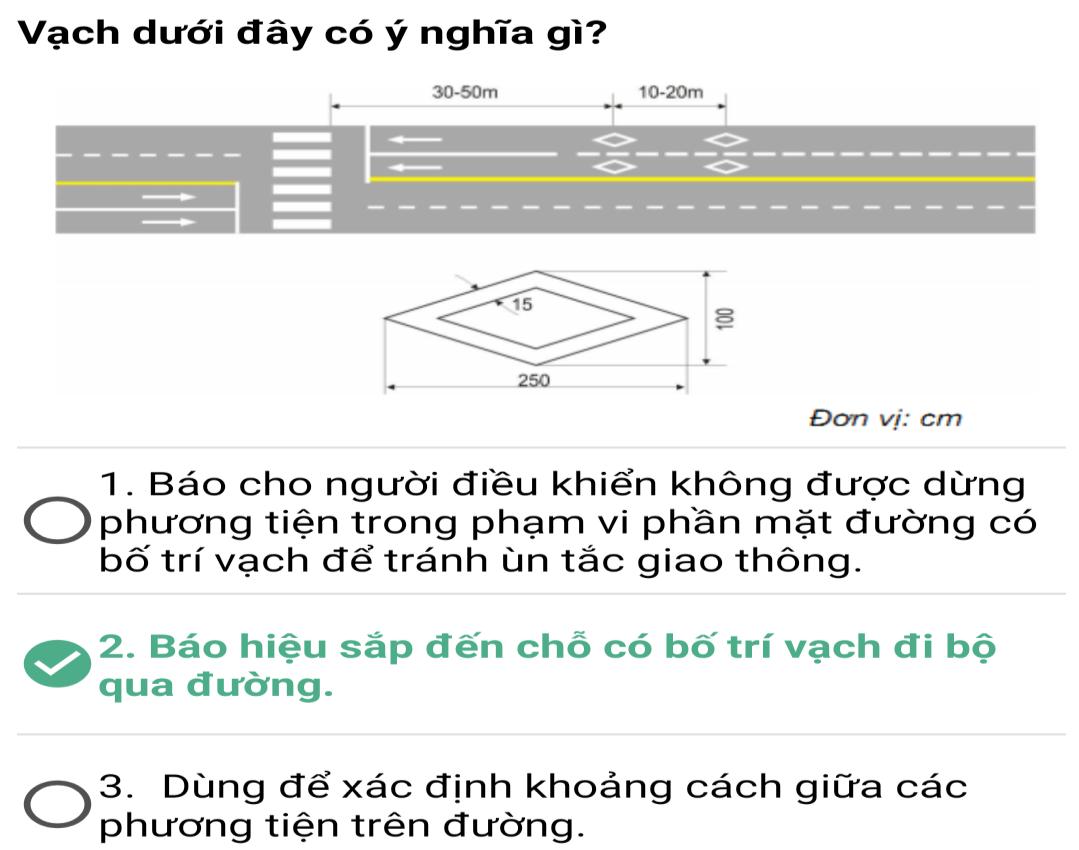 Vạch dưới đây có ý nghĩa gì?
30-50m
10-20m
15
100
250
Đơn vị: cm
1. Báo cho người điều khiển không được dừng
phương tiện trong phạm vi phần mặt đường có
bố trí vạch để tránh ùn tắc giao thông.
2. Báo hiệu sắp đến chỗ có bố trí vạch đi bộ
qua đường.
3. Dùng để xác định khoảng cách giữa các
phương tiện trên đường.